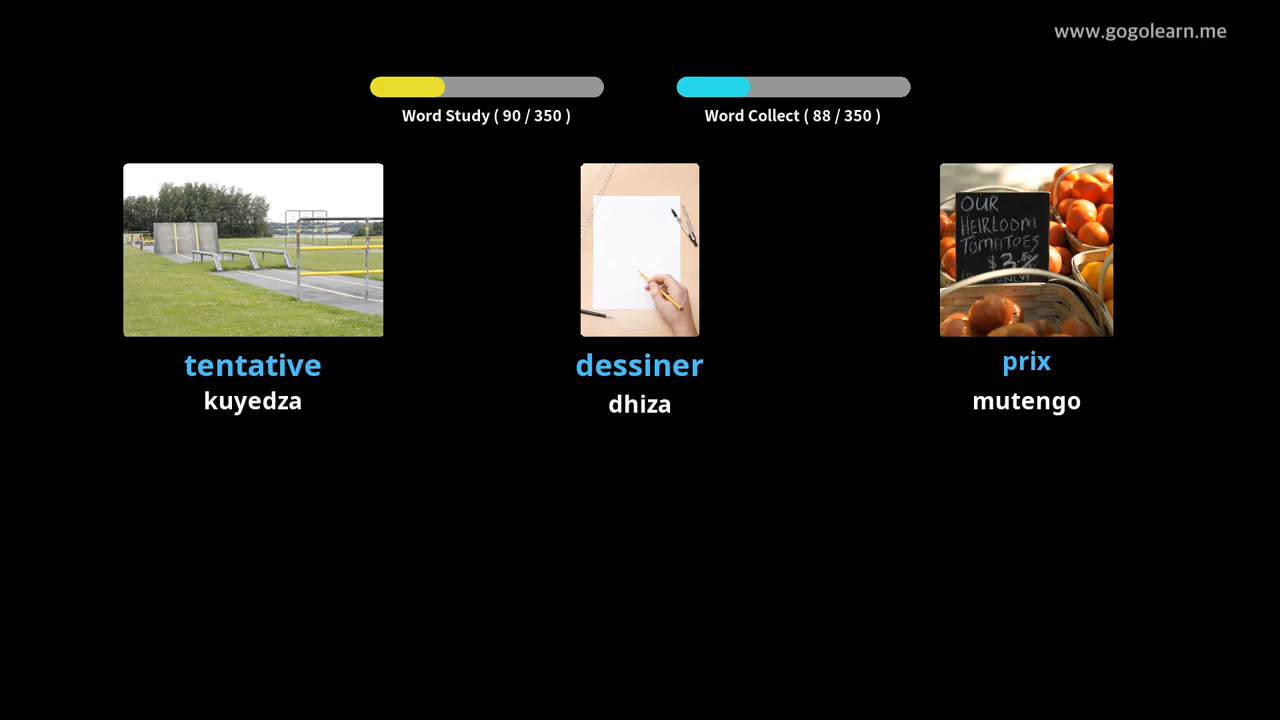 www.gogolearn.me
Word Study ( 90 / 350 )
Word Collect ( 88 / 350 )
OUR
HEIRLOOM
TOMATOES
tentative
dessiner
prix
kuyedza
dhiza
mutengo